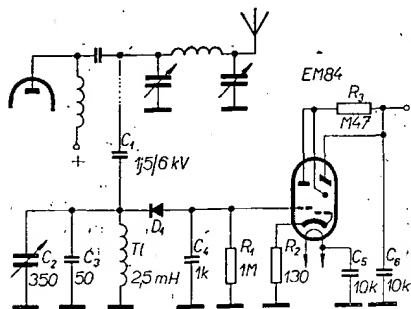 EM84
R3
M47
+
C1
1j5/6 kV
D1
C2
350
C3
50
Tl
2,5 mH
C4
1k
R1
1M
R2
130
C5
10k
C6
10k